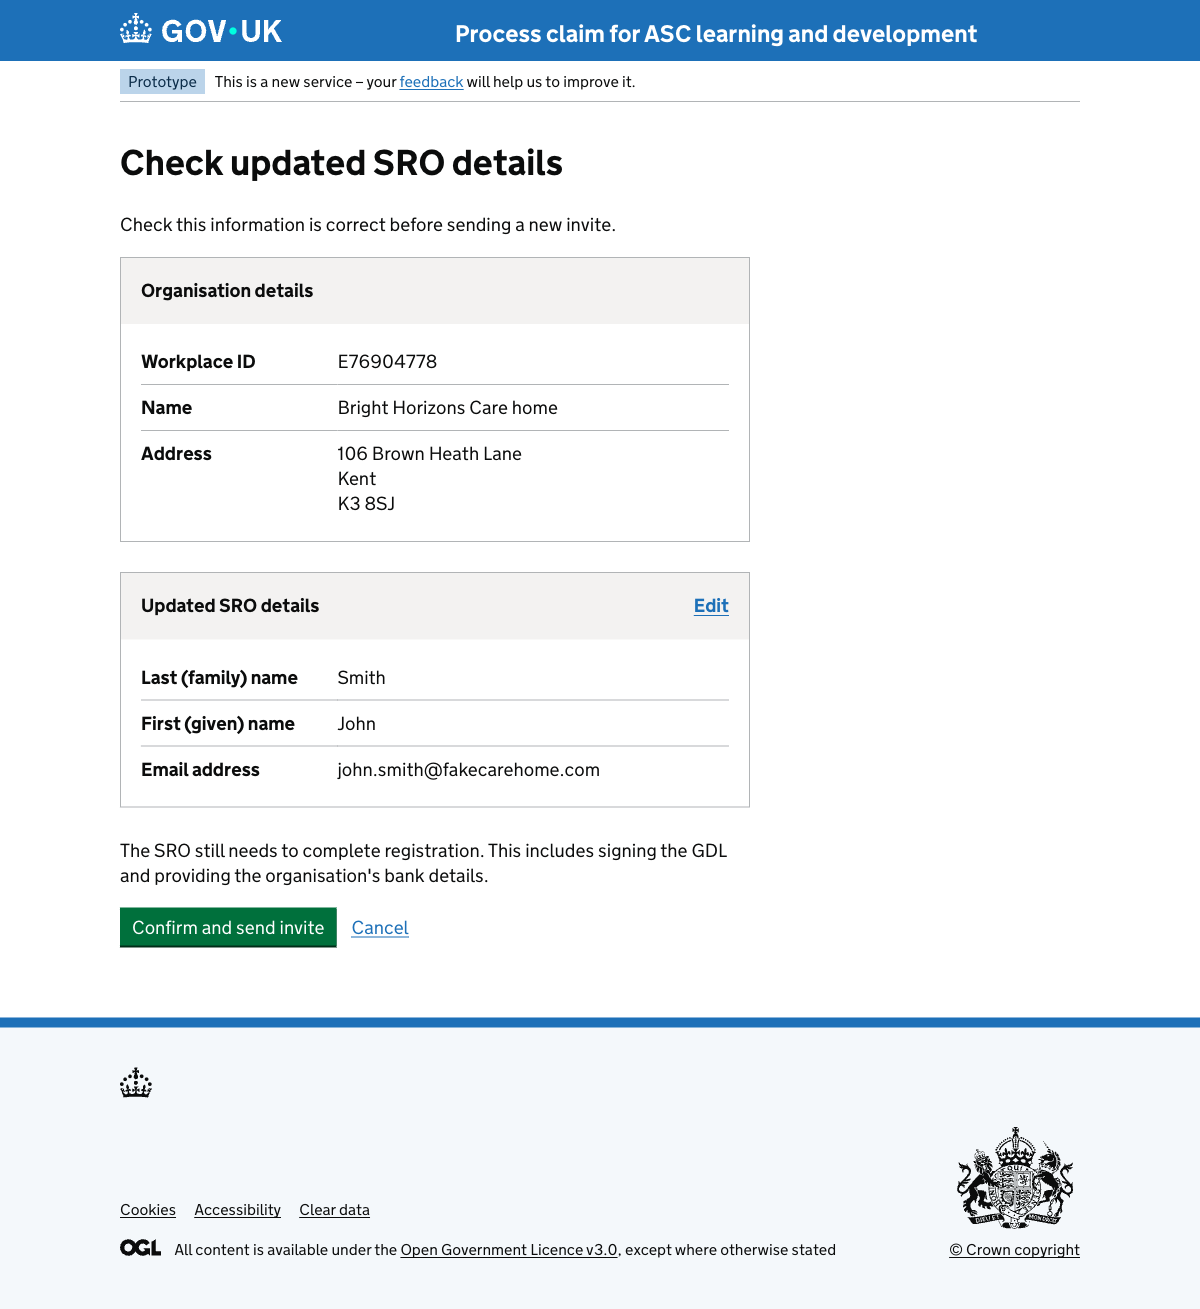 GOV·UK
Process claim for ASC learning and development
Prototype
This is a new service – your feedback will help us to improve it.
Check updated SRO details
Check this information is correct before sending a new invite.
Organisation details
Workplace ID E76904778
Name Bright Horizons Care home
Address 106 Brown Heath Lane
Kent
K3 8SJ
Updated SRO details Edit
Last (family) name Smith
First (given) name John
Email address john.smith@fakecarehome.com
The SRO still needs to complete registration. This includes signing the GDL
and providing the organisation's bank details.
Confirm and send invite Cancel
Cookies Accessibility Clear data
OGL All content is available under the Open Government Licence v3.0, except where otherwise stated
© Crown copyright